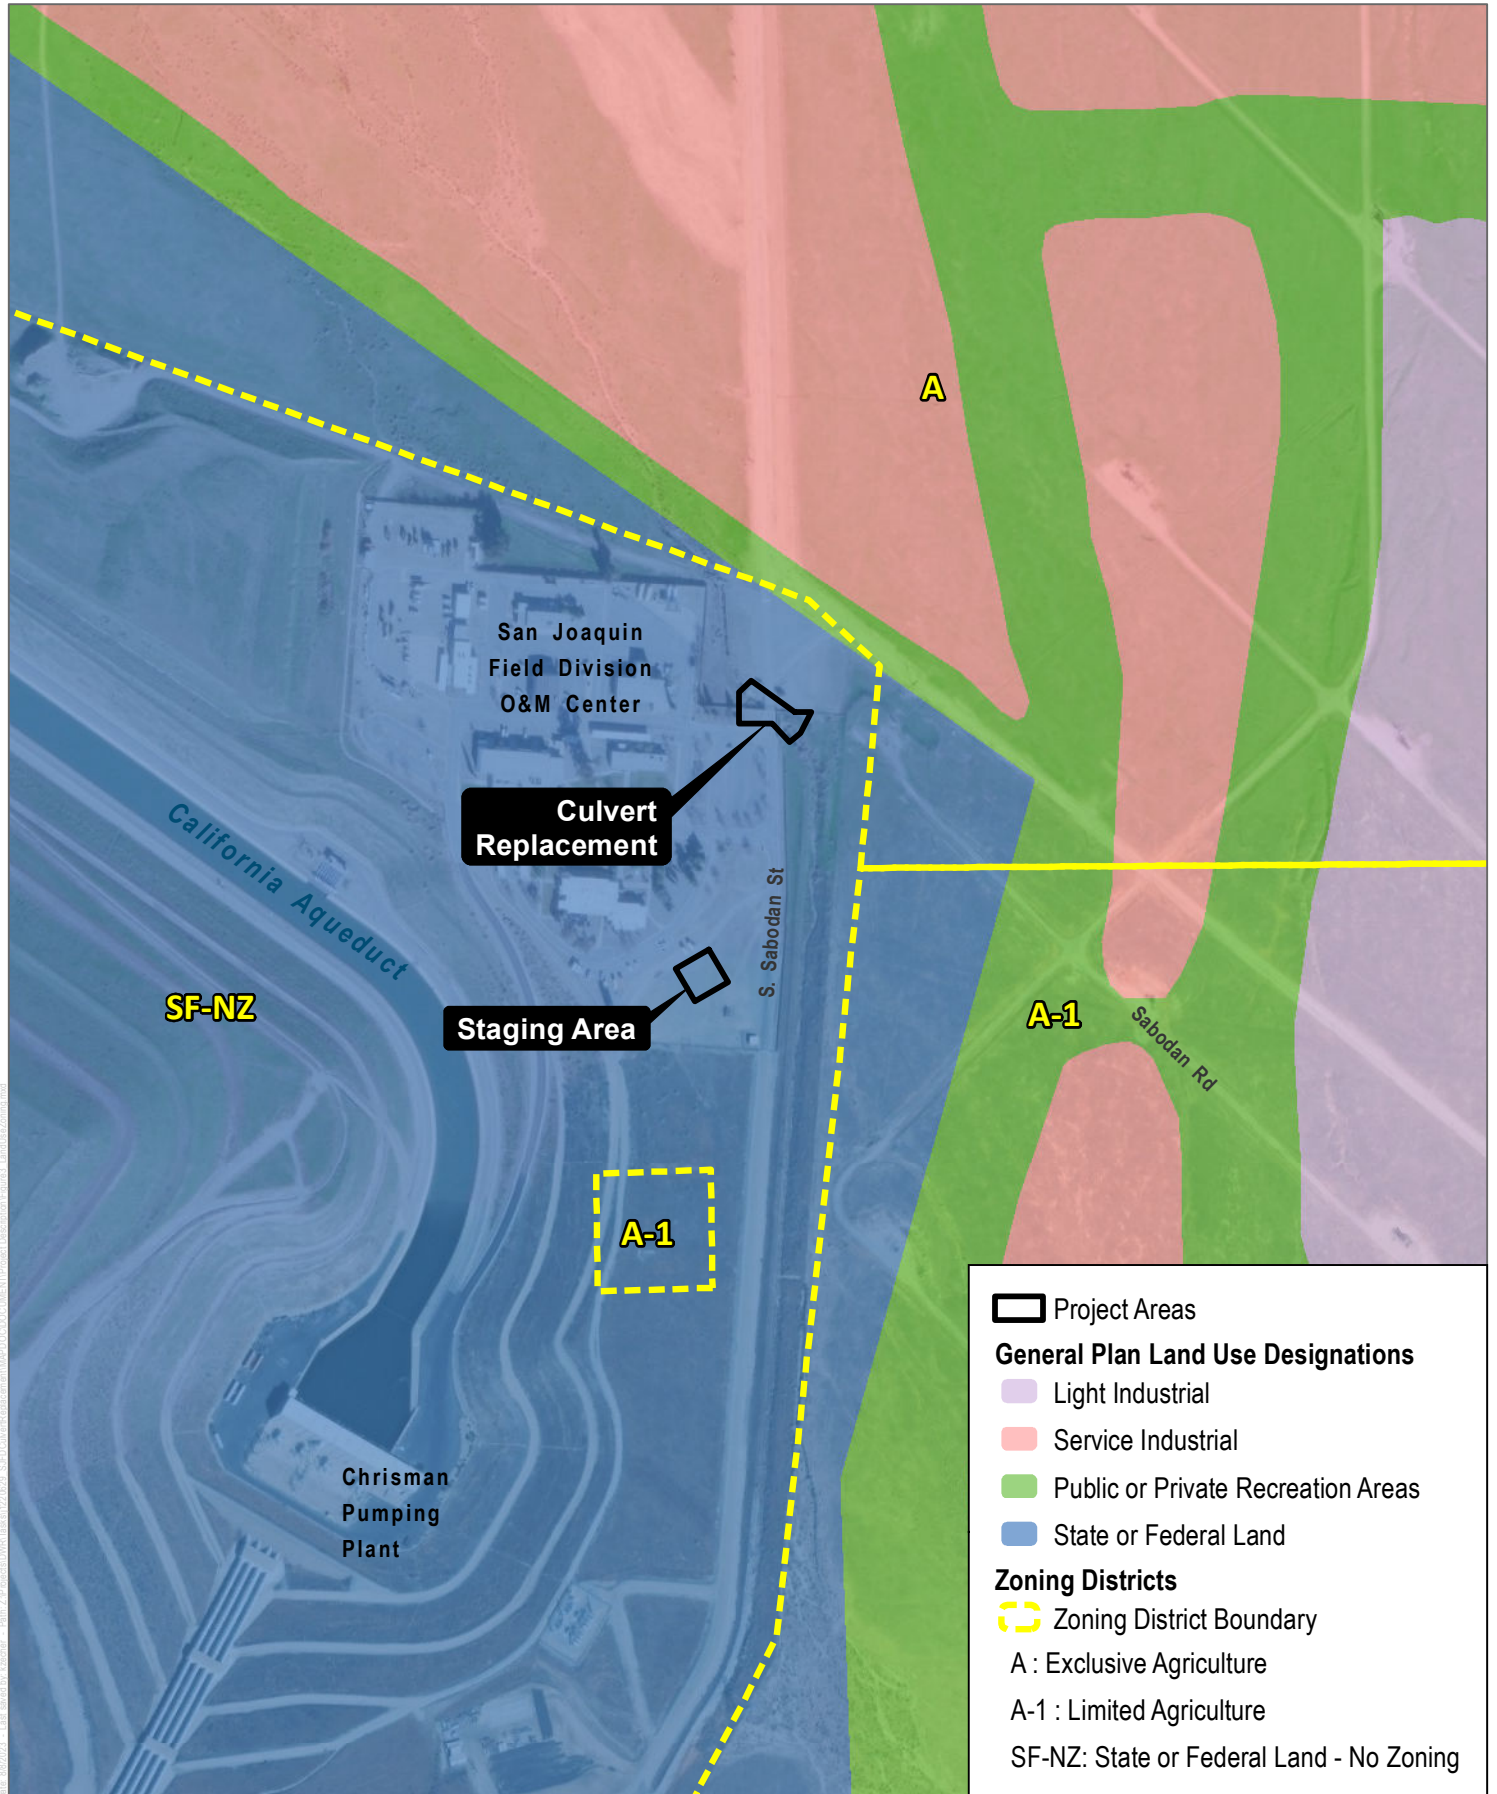 A
San Joaquin
Field Division
O&M Center
Culvert
Replacement
California Aqueduct
S. Sabodan St
SF-NZ
Staging Area
A-1
Sabodan Rd
A-1
Chrisman
Pumping
Plant
Project Areas
General Plan Land Use Designations
Light Industrial
Service Industrial
Public or Private Recreation Areas
State or Federal Land
Zoning Districts
Zoning District Boundary
A : Exclusive Agriculture
A-1 : Limited Agriculture
SF-NZ: State or Federal Land - No Zoning